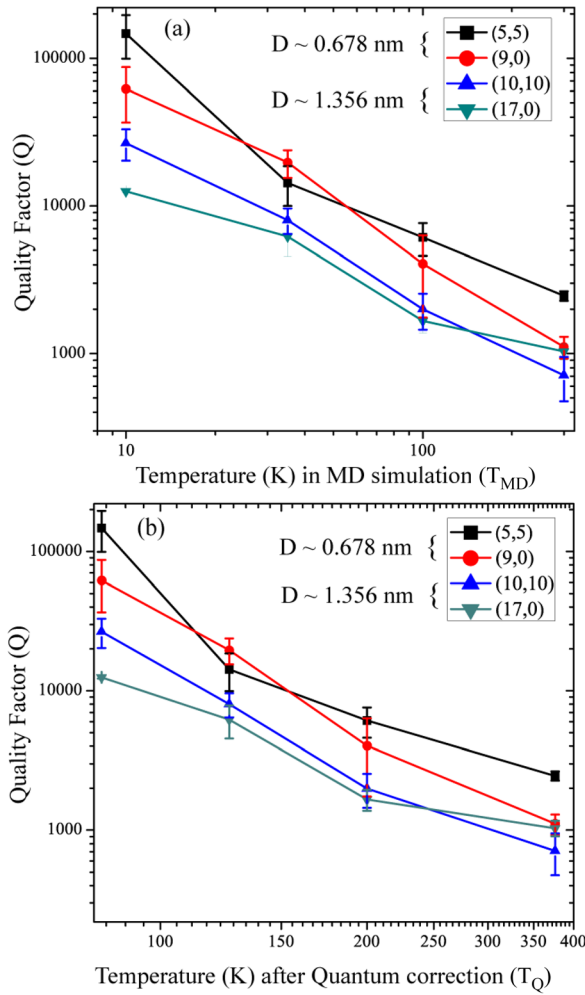 (a)
D ~ 0.678 nm {
D ~ 1.356 nm {
(5,5)
(9,0)
(10,10)
(17,0)
100000
10000
1000
Quality Factor (Q)
10
100
Temperature (K) in MD simulation (T_MD)
(b)
D ~ 0.678 nm {
D ~ 1.356 nm {
(5,5)
(9,0)
(10,10)
(17,0)
100000
10000
1000
Quality Factor (Q)
100
150
200
250
300
350
400
Temperature (K) after Quantum correction (T_Q)